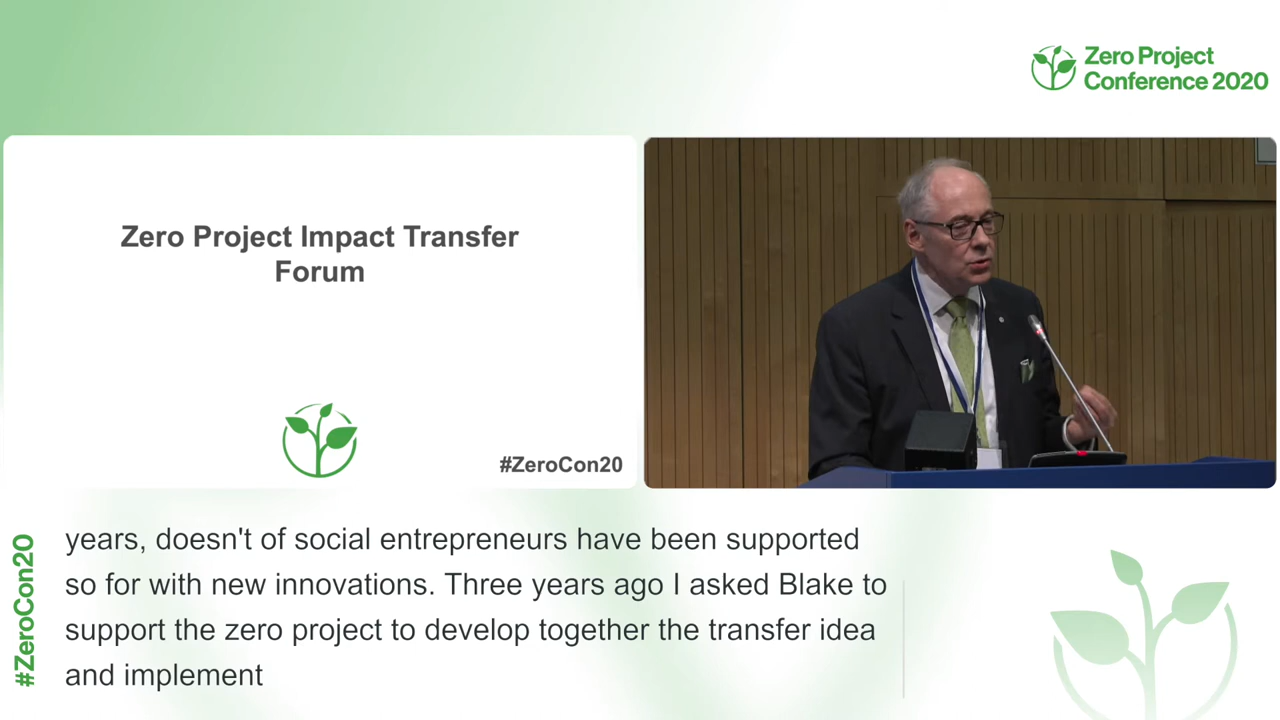 Zero Project
Conference 2020
Zero Project Impact Transfer
Forum
#ZeroCon20
#ZeroCon20
years, doesn't of social entrepreneurs have been supported
so for with new innovations. Three years ago I asked Blake to
support the zero project to develop together the transfer idea
and implement